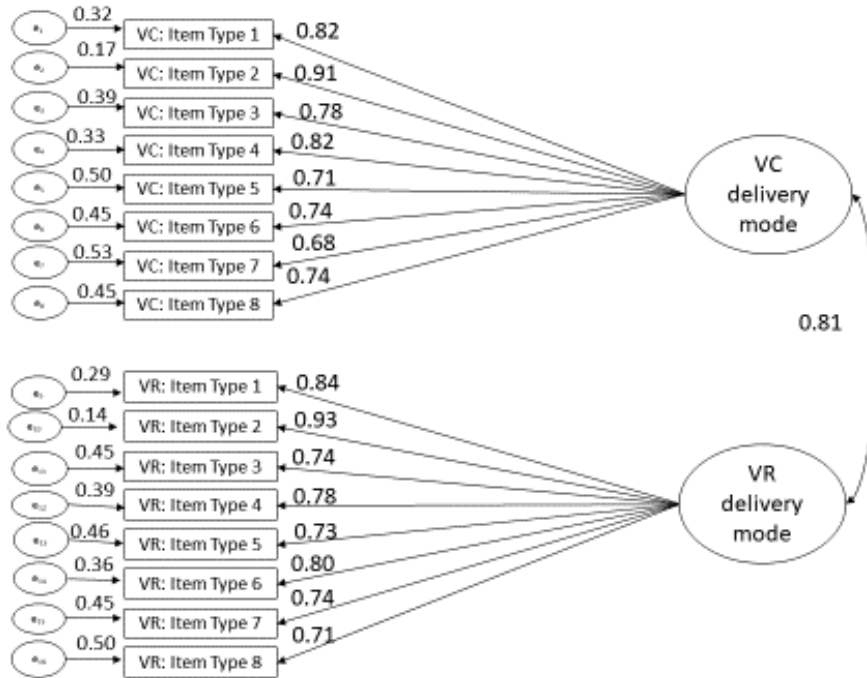 0.32
VC: Item Type 1
0.82
0.17
VC: Item Type 2
0.91
0.39
VC: Item Type 3
0.78
0.33
VC: Item Type 4
0.82
0.50
VC: Item Type 5
0.71
0.45
VC: Item Type 6
0.74
0.53
VC: Item Type 7
0.68
0.45
VC: Item Type 8
0.74
VC
delivery
mode
0.81
0.29
VR: Item Type 1
0.84
0.14
VR: Item Type 2
0.93
0.45
VR: Item Type 3
0.74
0.39
VR: Item Type 4
0.78
0.46
VR: Item Type 5
0.73
0.36
VR: Item Type 6
0.80
0.45
VR: Item Type 7
0.74
0.50
VR: Item Type 8
0.71
VR
delivery
mode